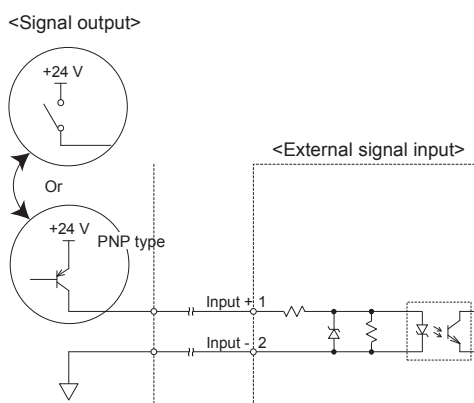 <Signal output>
+24 V
<External signal input>
Or
+24 V
PNP type
Input + 1
Input - 2